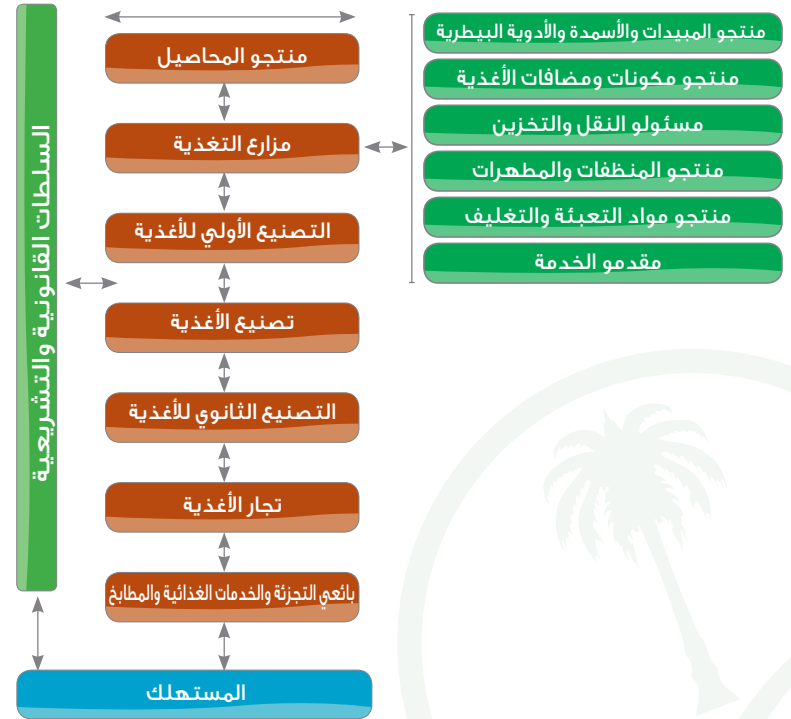 منتجو المبيدات والأسمدة والأدوية البيطرية
منتجو مكونات ومضافات الأغذية
مسئولو النقل والتخزين
منتجو المنظفات والمطهرات
منتجو مواد التعبئة والتغليف
مقدمو الخدمة
منتجو المحاصيل
مزارع التغذية
التصنيع الأولي للأغذية
تصنيع الأغذية
التصنيع الثانوي للأغذية
تجار الأغذية
بائعي التجزئة والخدمات الغذائية والمطابخ
السلطات القانونية والتشريعية
المستهلك